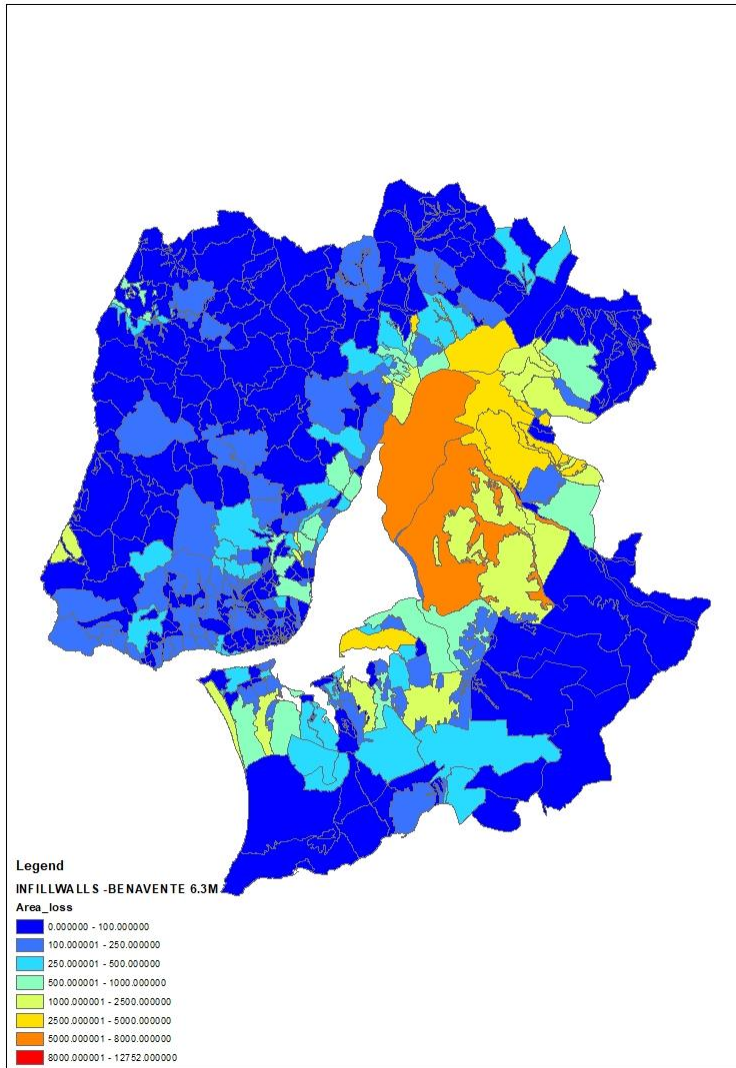 Legend
INFILLWALLS -BENAVENTE 6.3M
Area_loss
0.000000 - 100.000000
100.000001 - 250.000000
250.000001 - 500.000000
500.000001 - 1000.000000
1000.000001 - 2500.000000
2500.000001 - 5000.000000
5000.000001 - 8000.000000
8000.000001 - 12752.000000